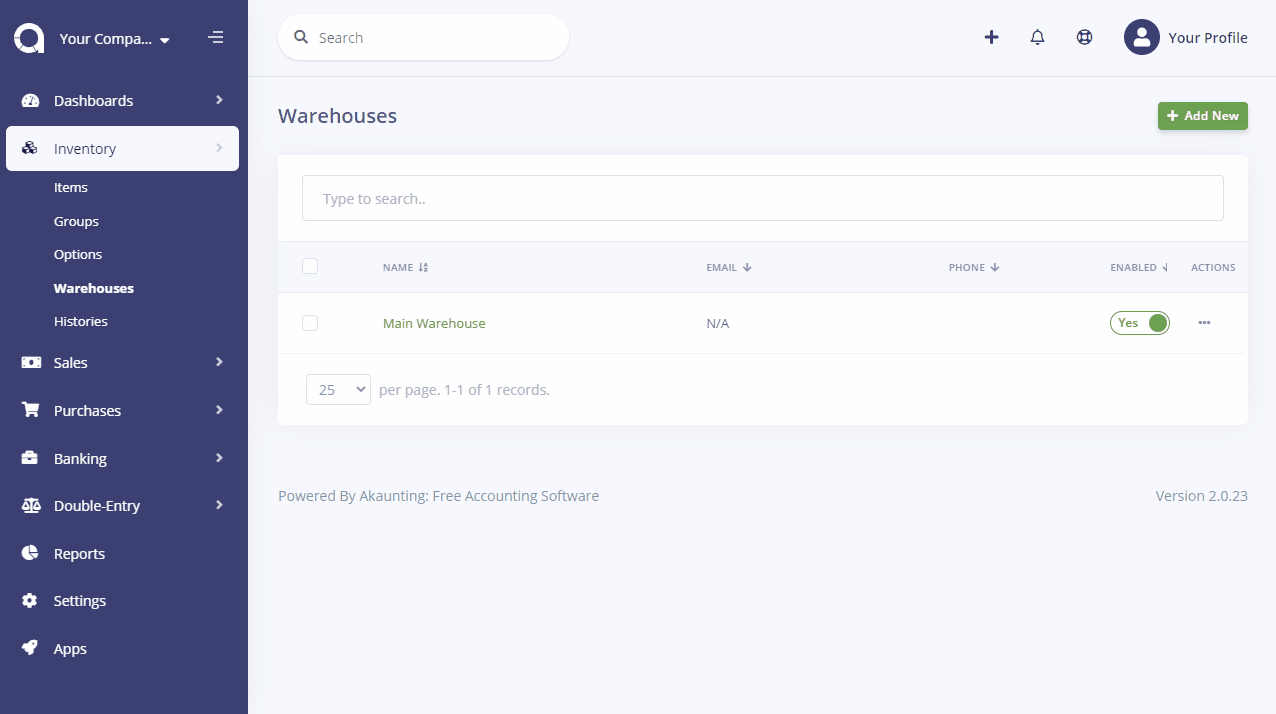 Your Compa...
Search
Your Profile
Dashboards
Inventory
Items
Groups
Options
Warehouses
Histories
Sales
Purchases
Banking
Double-Entry
Reports
Settings
Apps
Warehouses
Add New
Type to search..
NAME EMAIL PHONE ENABLED ACTIONS
Main Warehouse N/A Yes
25 per page. 1-1 of 1 records.
Powered By Akaunting: Free Accounting Software
Version 2.0.23